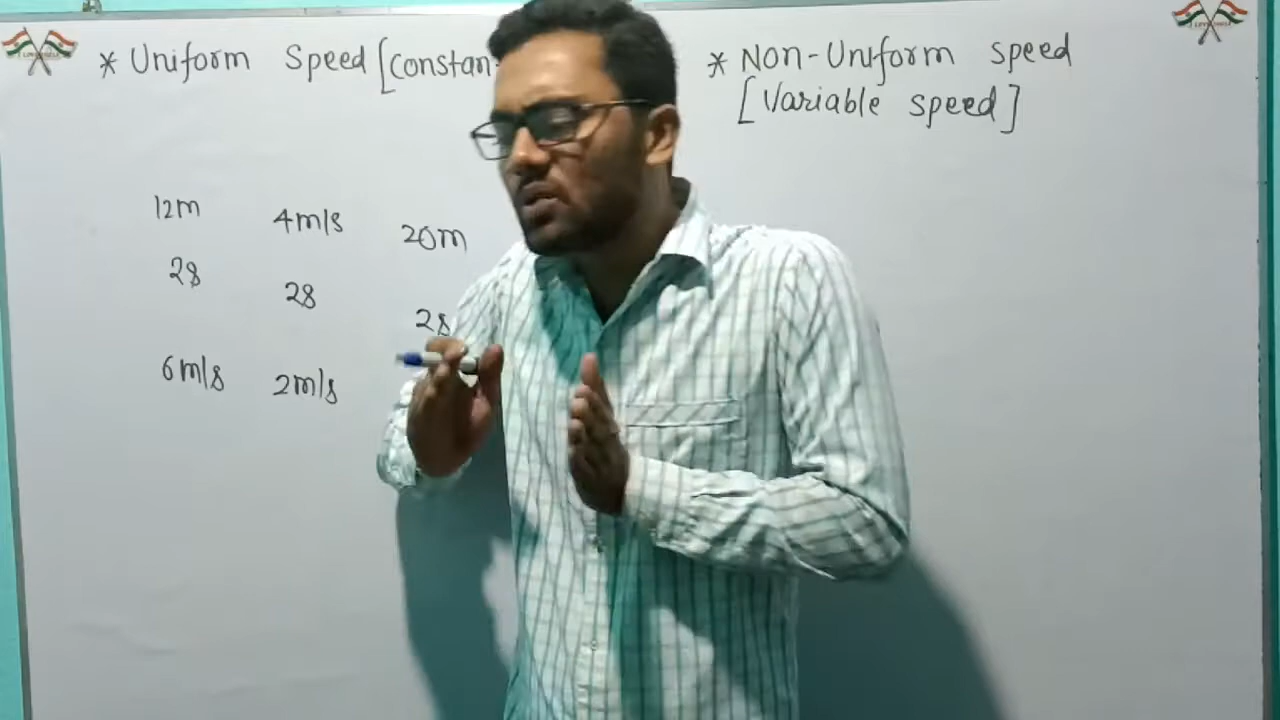 * Uniform Speed [Constan
* Non-Uniform speed
[Variable speed]
12m 4m/s 20m
2s 2s 2s
6m/s 2m/s